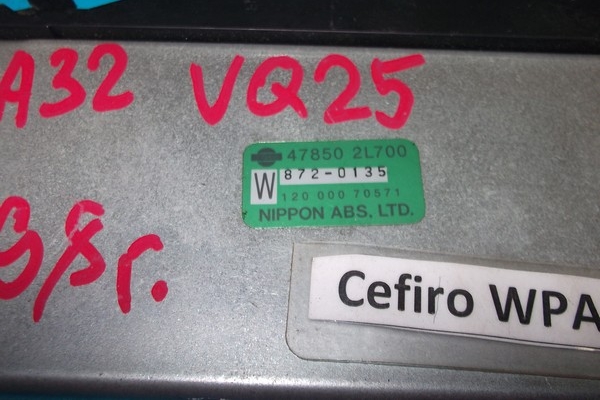 A32 VQ25
47850 2L700
W 872-0135
120 000 70571
NIPPON ABS, LTD.
Cefiro WPA